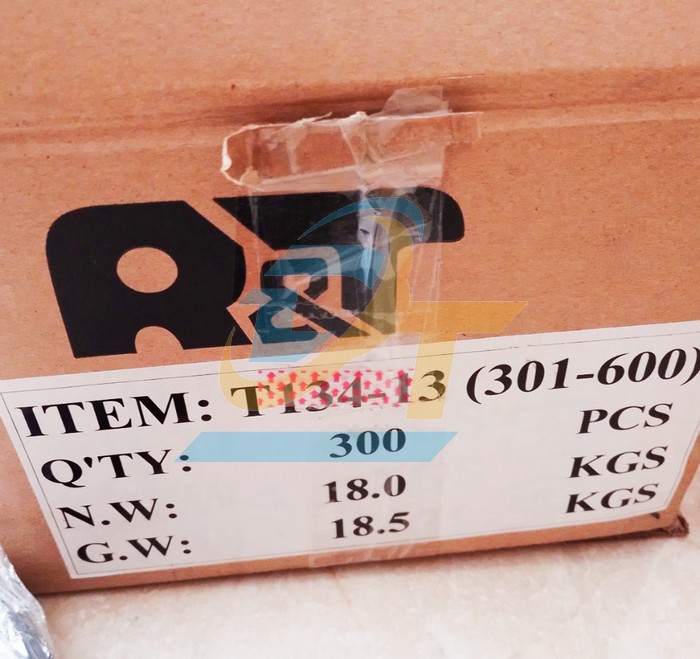 R&T
ITEM: T134-13 (301-600)
Q'TY: 300 PCS
N.W: 18.0 KGS
G.W: 18.5 KGS